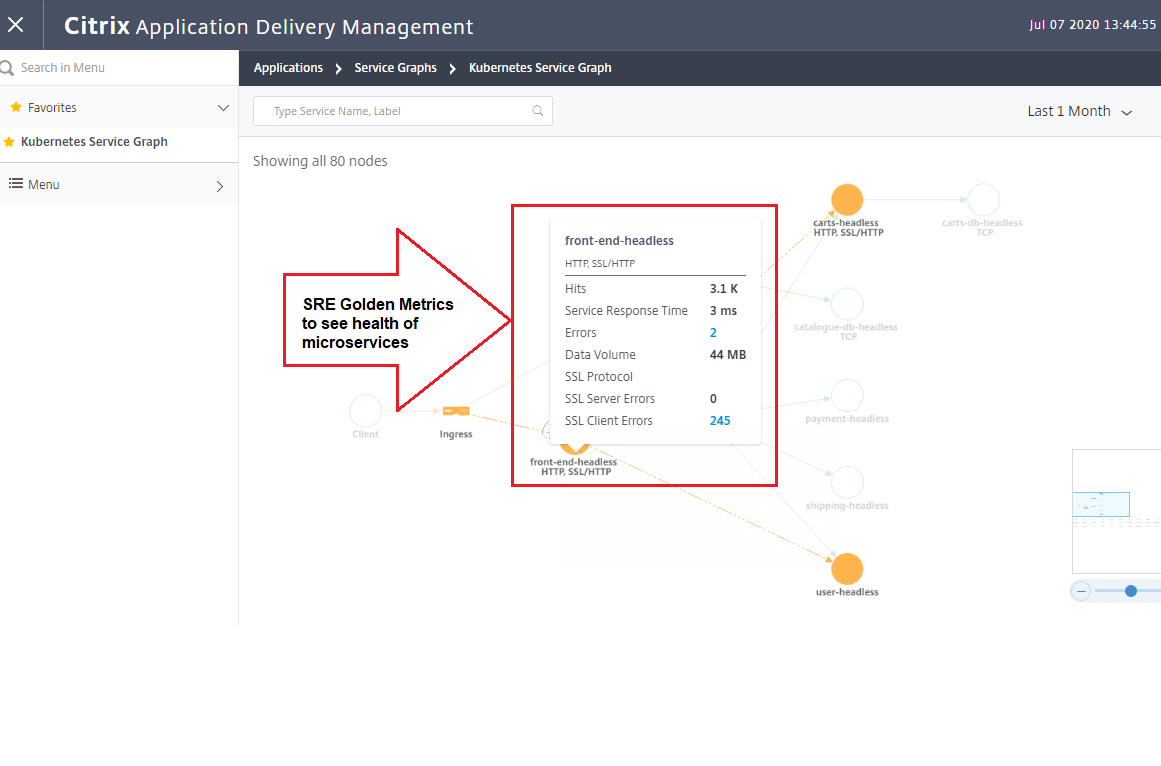 Citrix Application Delivery Management
Jul 07 2020 13:44:55
Search in Menu
Favorites
Kubernetes Service Graph
Menu
Applications
Service Graphs
Kubernetes Service Graph
Type Service Name, Label
Last 1 Month
Showing all 80 nodes
SRE Golden Metrics
to see health of
microservices
front-end-headless
HTTP, SSL/HTTP
Hits 3.1 K
Service Response Time 3 ms
Errors 2
Data Volume 44 MB
SSL Protocol
SSL Server Errors 0
SSL Client Errors 245
Client
Ingress
front-end-headless
HTTP, SSL/HTTP
carts-headless
HTTP, SSL/HTTP
carts-db-headless
TCP
catalogue-db-headless
TCP
payment-headless
shipping-headless
user-headless